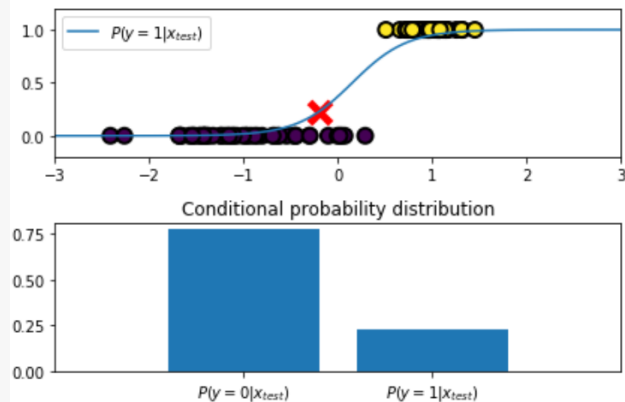 1.0
P(y = 1|x_test)
0.5
0.0
−3 −2 −1 0 1 2 3
Conditional probability distribution
0.75
0.50
0.25
0.00
P(y = 0|x_test) P(y = 1|x_test)